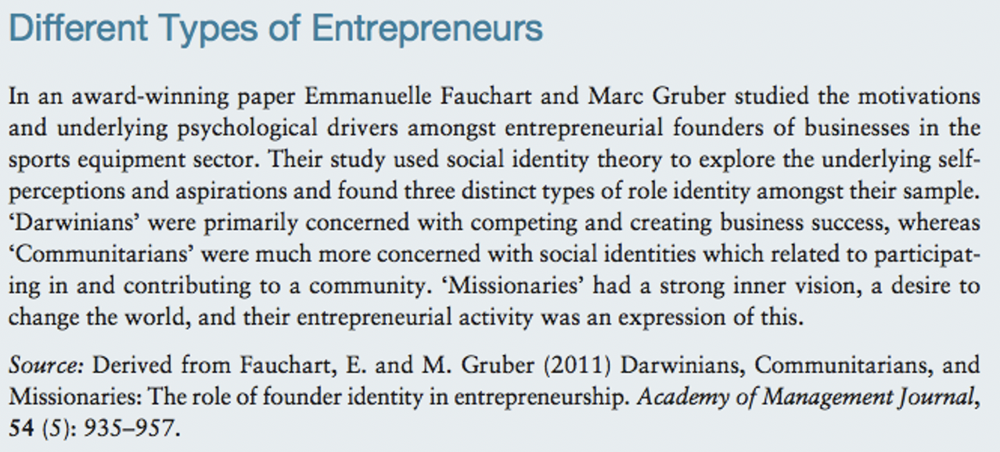 Different Types of Entrepreneurs
In an award-winning paper Emmanuelle Fauchart and Marc Gruber studied the motivations
and underlying psychological drivers amongst entrepreneurial founders of businesses in the
sports equipment sector. Their study used social identity theory to explore the underlying self-
perceptions and aspirations and found three distinct types of role identity amongst their sample.
‘Darwinians’ were primarily concerned with competing and creating business success, whereas
‘Communitarians’ were much more concerned with social identities which related to participat-
ing in and contributing to a community. ‘Missionaries’ had a strong inner vision, a desire to
change the world, and their entrepreneurial activity was an expression of this.
Source: Derived from Fauchart, E. and M. Gruber (2011) Darwinians, Communitarians, and
Missionaries: The role of founder identity in entrepreneurship. Academy of Management Journal,
54 (5): 935–957.